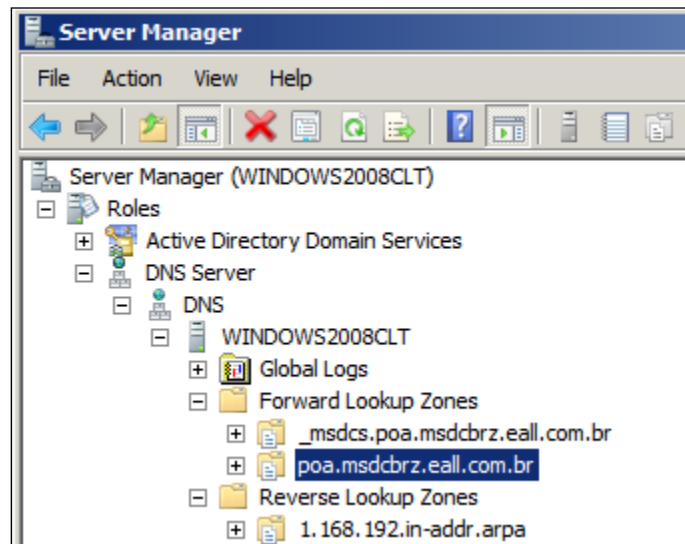 Server Manager
File Action View Help
Server Manager (WINDOWS2008CLT)
Roles
Active Directory Domain Services
DNS Server
DNS
WINDOWS2008CLT
Global Logs
Forward Lookup Zones
_msdcs.poa.msdcbrz.eall.com.br
poa.msdcbrz.eall.com.br
Reverse Lookup Zones
1.168.192.in-addr.arpa